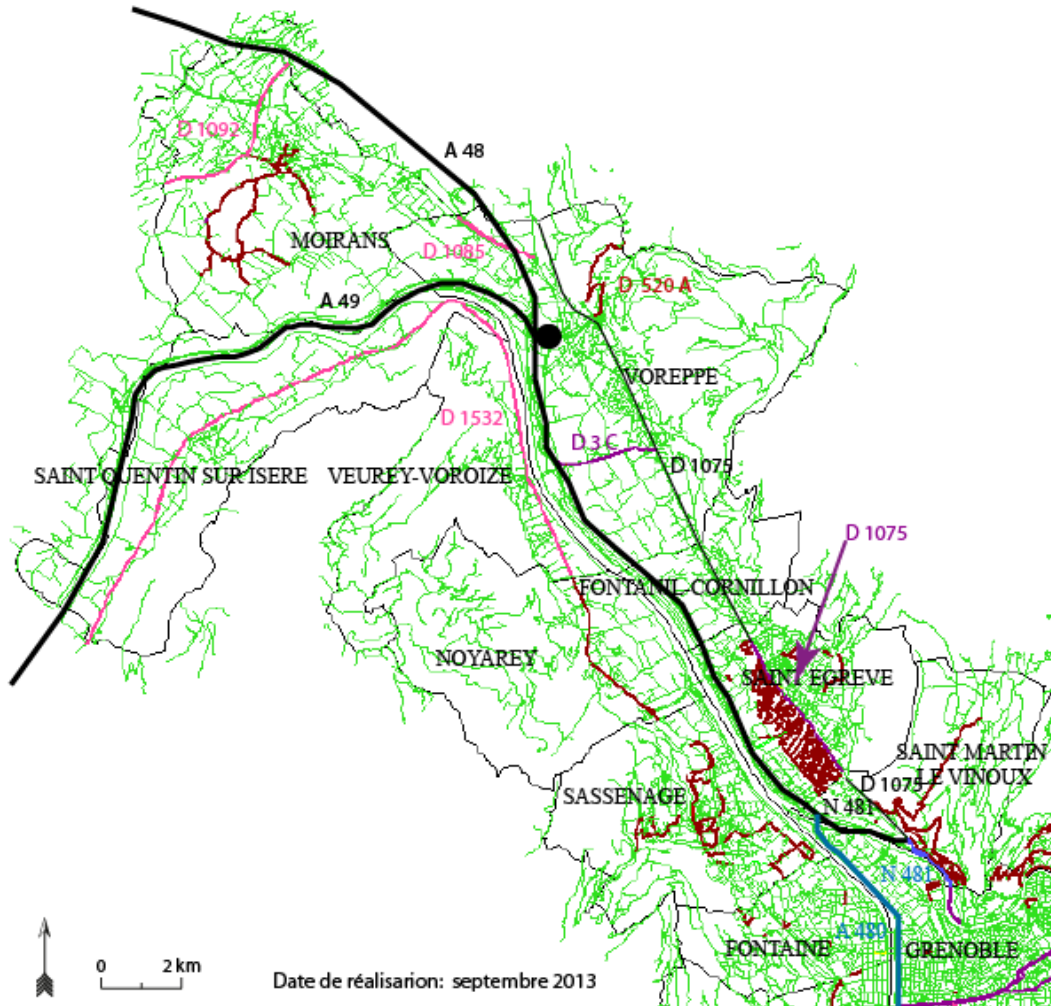 D 1092
A 48
MOIRANS
D 1085
A 49
D 520 A
VOREPPE
D 1532
D 3 C
D 1075
SAINT QUENTIN SUR ISERE
VEUREY-VOROIZE
D 1075
FONTANIL-CORNILLON
NOYAREY
SAINT EGREVE
SAINT MARTIN
LE VINOUX
D 1075
SASSENAGE
N 481
N 481
A 480
FONTAINE
GRENOBLE
0 2 km
Date de réalisarion: septembre 2013